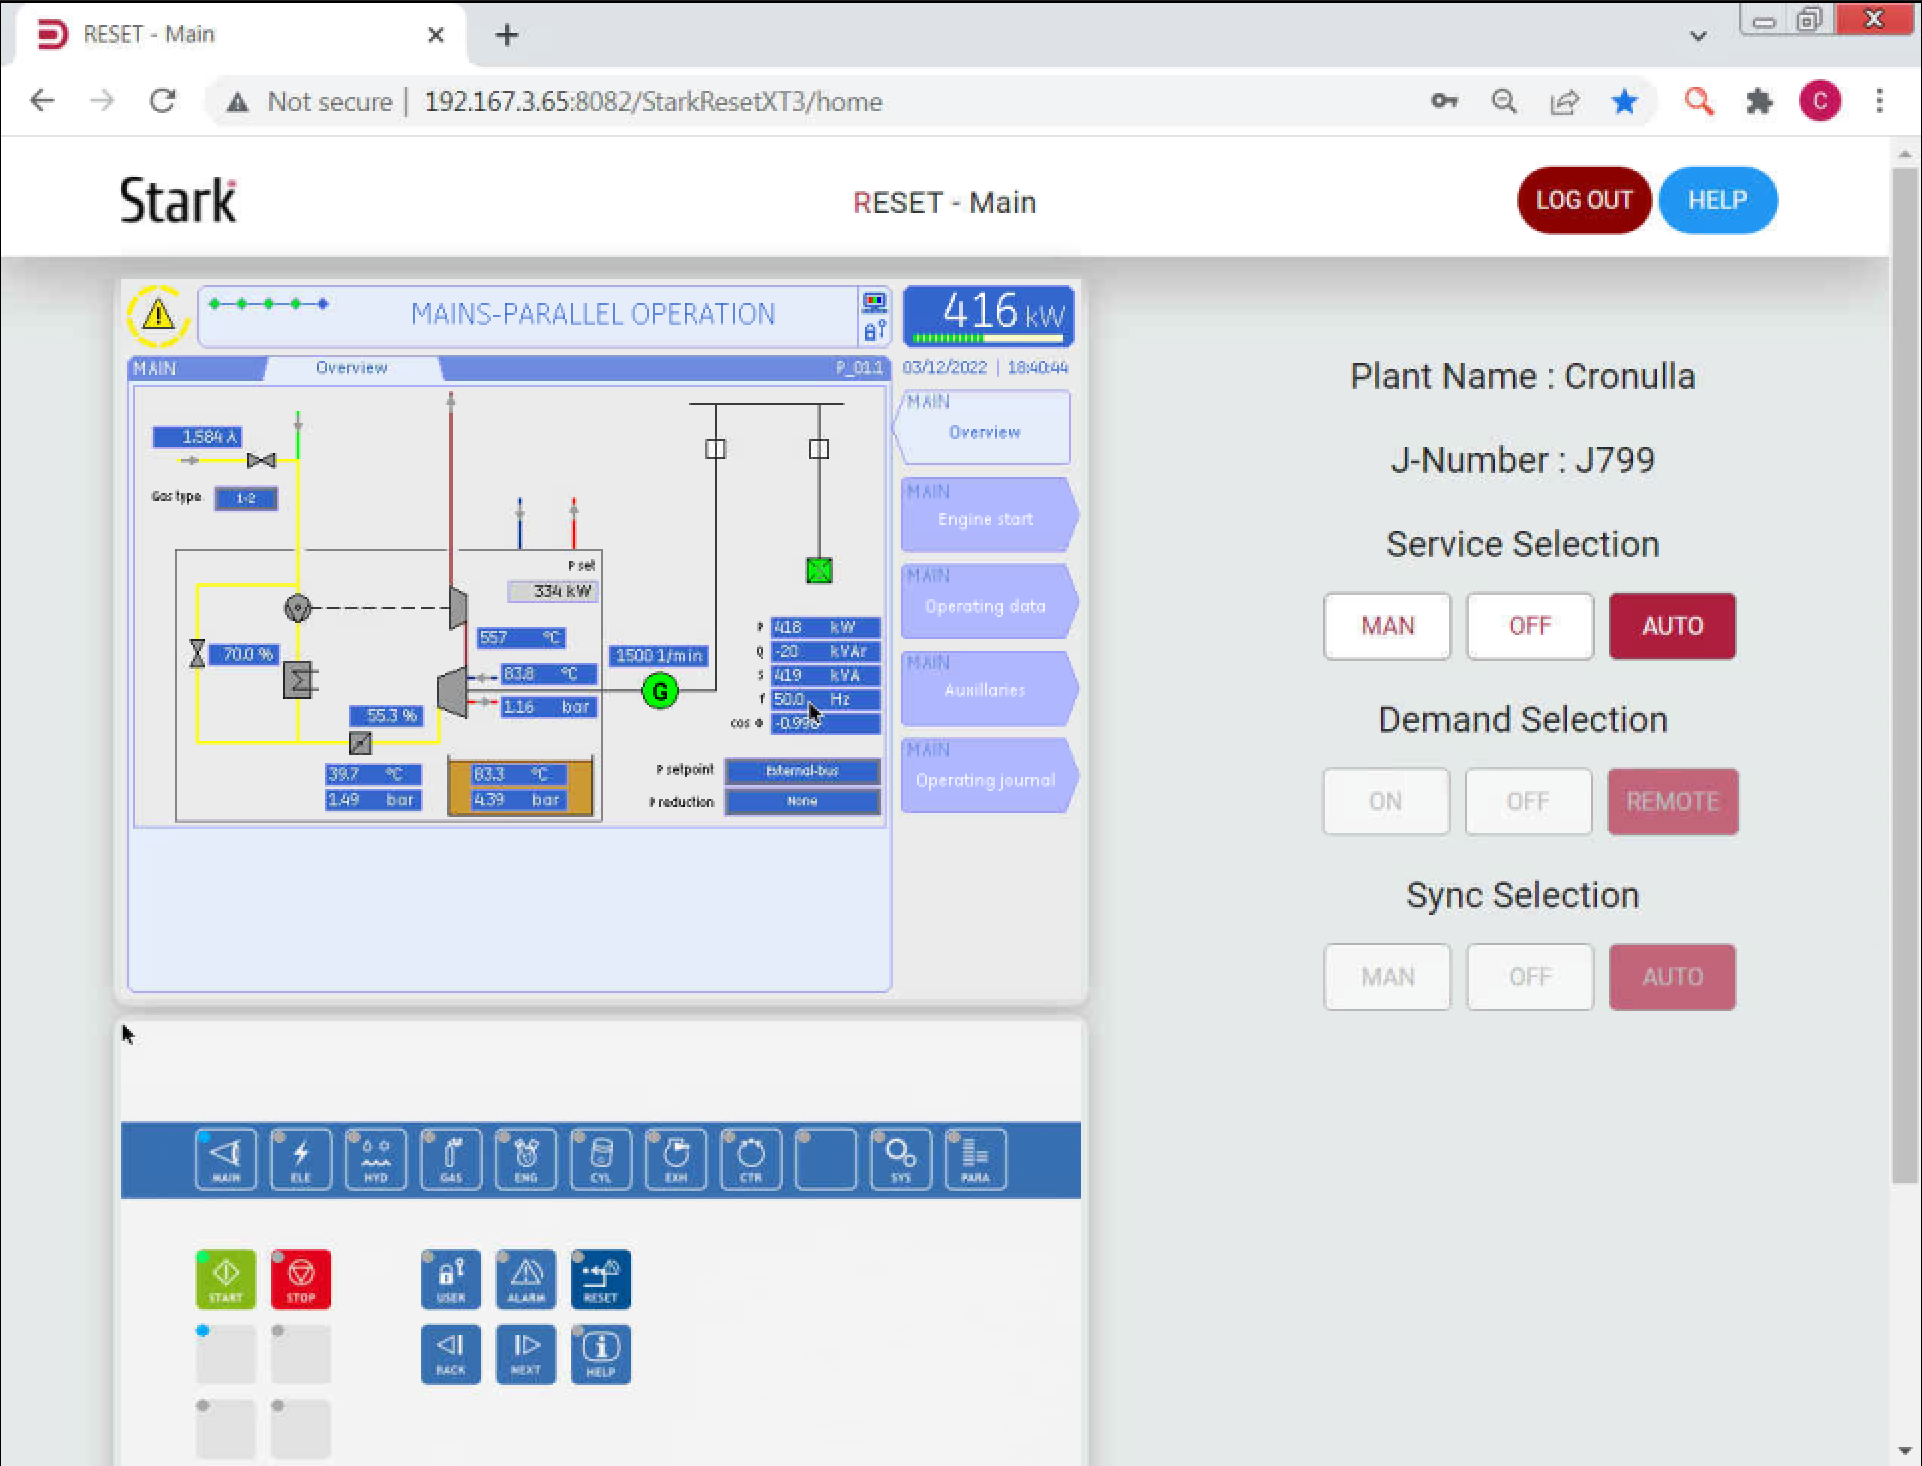 RESET - Main
Not secure | 192.167.3.65:8082/StarkResetXT3/home
C
Stark
RESET - Main
LOG OUT
HELP
MAINS-PARALLEL OPERATION
416 kW
MAIN
Overview
P_01.1
03/12/2022 | 18:40:44
MAIN
Overview
MAIN
Engine start
MAIN
Operating data
MAIN
Auxiliaries
MAIN
Operating journal
1.584 λ
Gas type
1-2
P set
334 kW
70.0 %
557 °C
83.8 °C
1.16 bar
55.3 %
39.7 °C
1.49 bar
83.3 °C
4.39 bar
1500 1/min
G
P 418 kW
Q -20 kVAr
S 419 kVA
f 50.0 Hz
cos φ
P setpoint External-bus
P reduction None
Plant Name : Cronulla
J-Number : J799
Service Selection
MAN OFF AUTO
Demand Selection
ON OFF REMOTE
Sync Selection
MAN OFF AUTO
MAIN ELE HYD GAS ENG CYL EXH CTR SYS PARA
START STOP USER ALARM RESET
BACK NEXT HELP